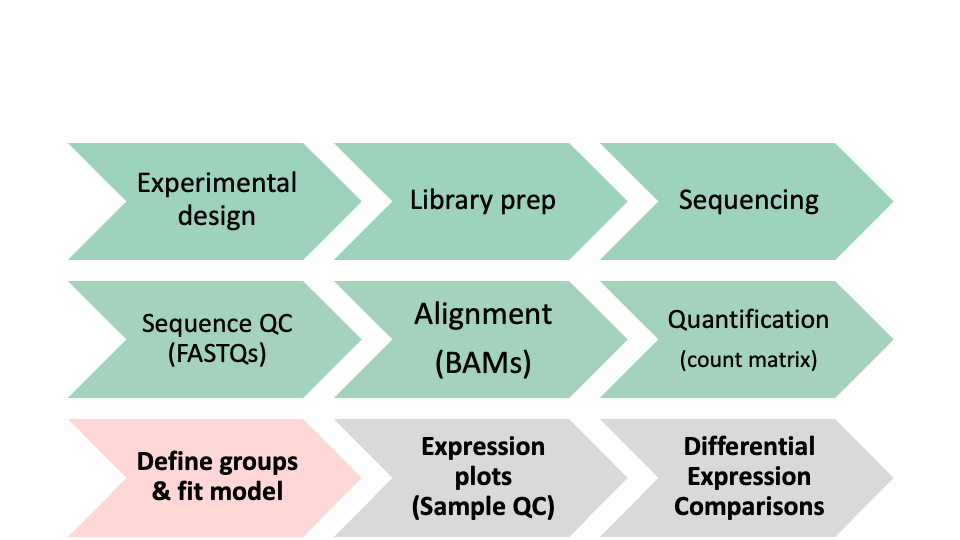 Experimental
design
Library prep
Sequencing
Sequence QC
(FASTQs)
Alignment
(BAMs)
Quantification
(count matrix)
Define groups
& fit model
Expression
plots
(Sample QC)
Differential
Expression
Comparisons